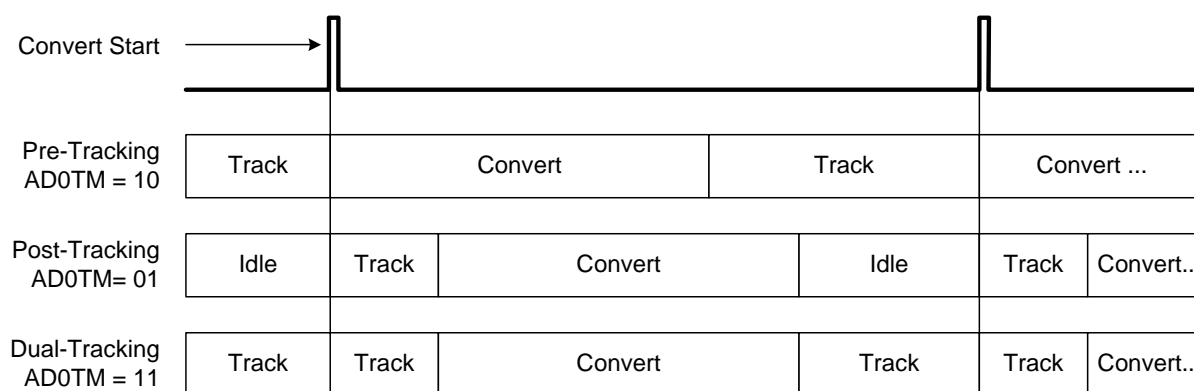 Convert Start
Pre-Tracking
AD0TM = 10
Track
Convert
Track
Convert ...
Post-Tracking
AD0TM= 01
Idle
Track
Convert
Idle
Track
Convert..
Dual-Tracking
AD0TM = 11
Track
Track
Convert
Track
Track
Convert..